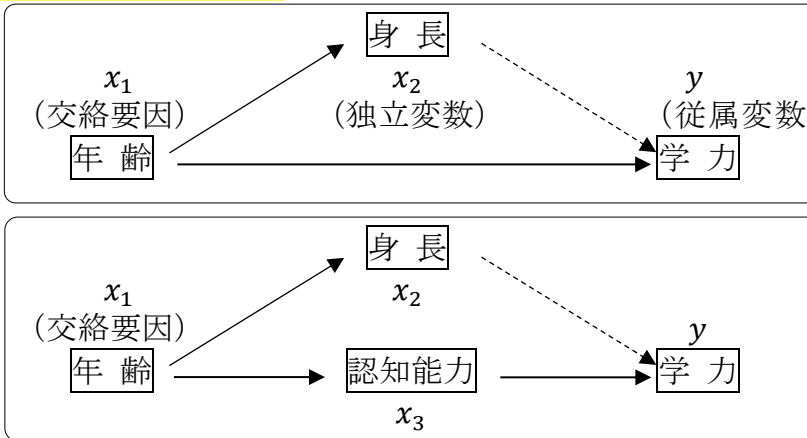 身 長
x₁ x₂ y
（交絡要因） （独立変数） （従属変数
年 齢 学 力
身 長
x₁ x₂
（交絡要因） y
年 齢 認知能力 学 力
x₃